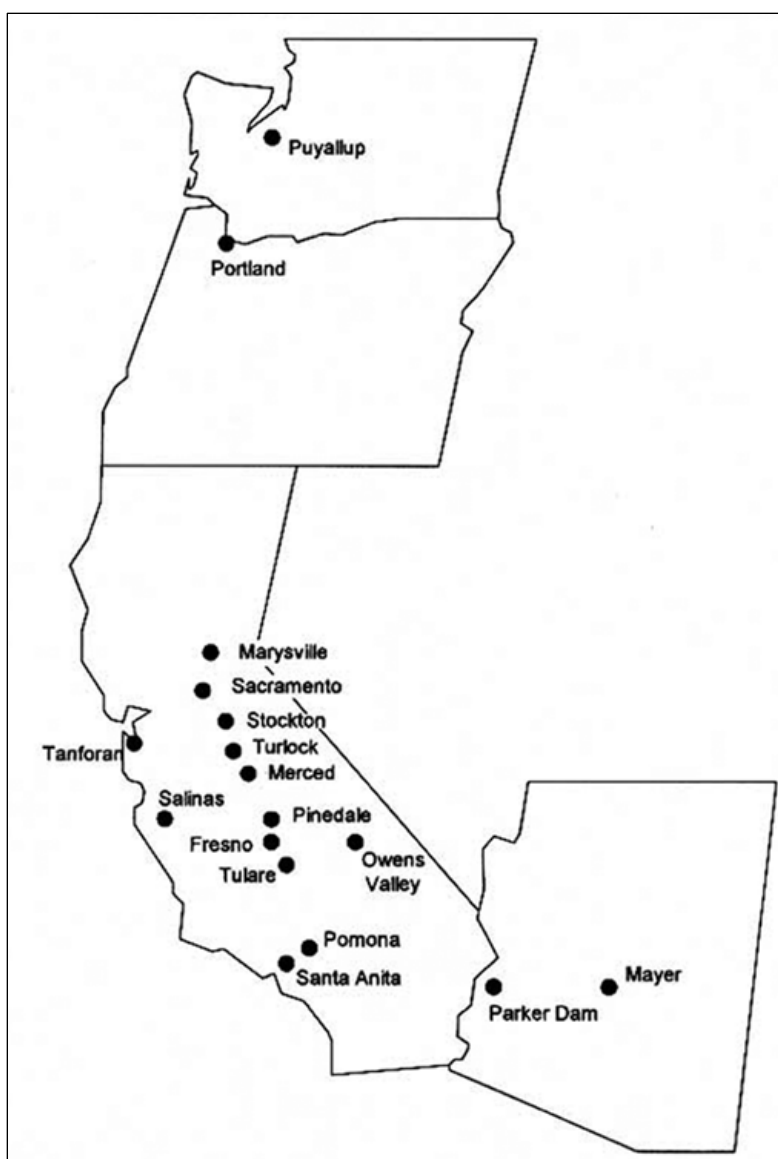 Puyallup
Portland
Marysville
Sacramento
Stockton
Tanforan
Turlock
Merced
Salinas
Pinedale
Fresno
Owens
Valley
Tulare
Pomona
Santa Anita
Mayer
Parker Dam